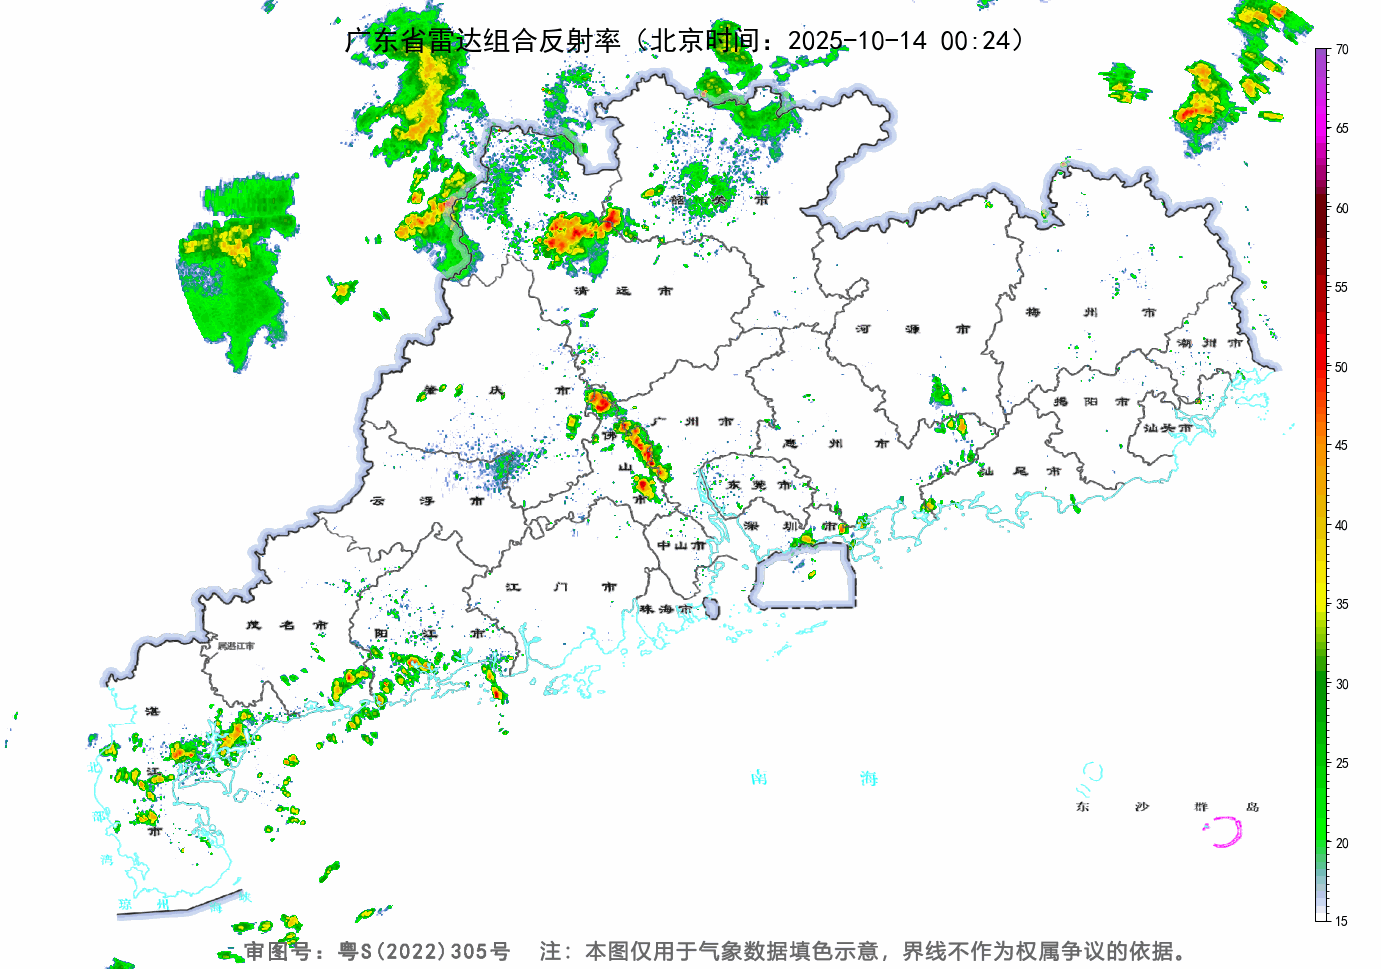 广东省雷达组合反射率（北京时间：2025-10-14 00:24）
70
65
60
55
50
45
40
35
30
25
20
15
韶关市
清远市
河源市
梅州市
潮州市
肇庆市
广州市
佛山市
惠州市
揭阳市
汕头市
汕尾市
云浮市
东莞市
深圳市
中山市
江门市
珠海市
茂名市
属湛江市
阳江市
湛江市
北部湾
琼州海峡
南海
东沙群岛
审图号：粤S(2022)305号 注：本图仅用于气象数据填色示意，界线不作为权属争议的依据。